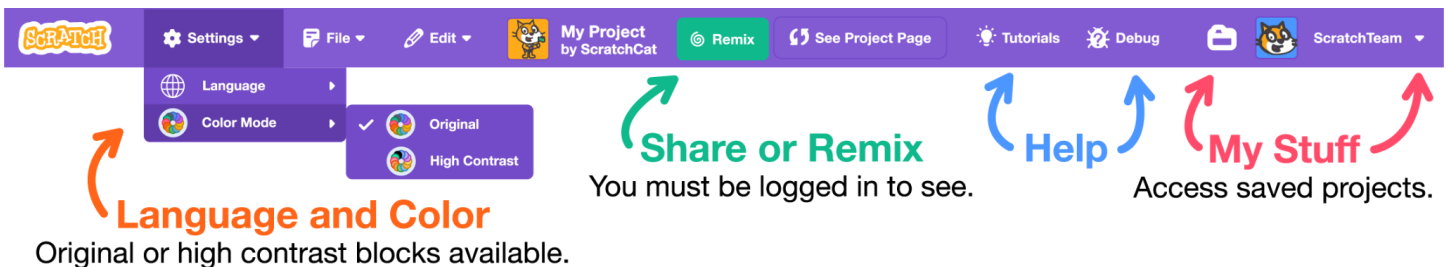 SCRATCH
Settings
File
Edit
My Project
by ScratchCat
Remix
See Project Page
Tutorials
Debug
ScratchTeam
Language
Color Mode
Original
High Contrast
Language and Color
Original or high contrast blocks available.
Share or Remix
You must be logged in to see.
Help
My Stuff
Access saved projects.